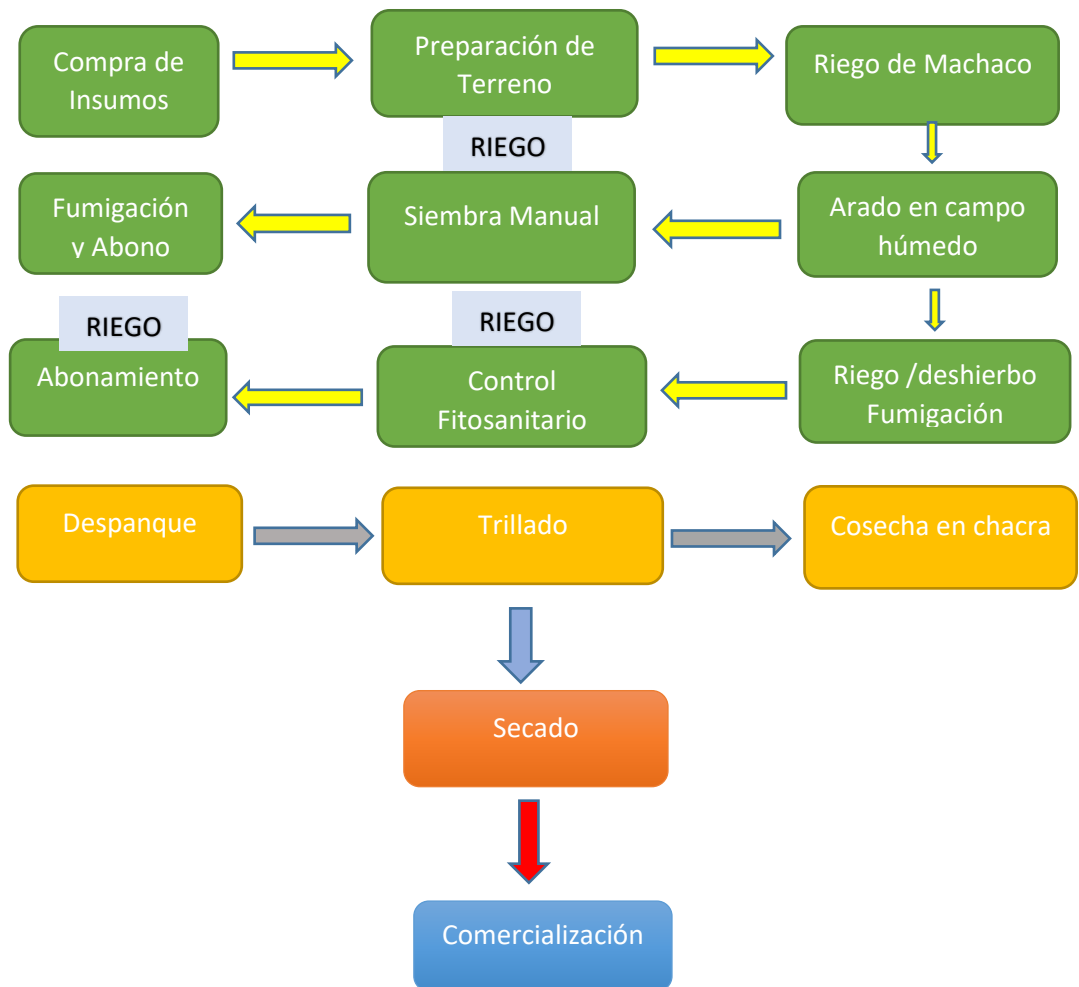 Compra de
Insumos
Preparación de
Terreno
Riego de Machaco
RIEGO
Fumigación
y Abono
Siembra Manual
Arado en campo
húmedo
RIEGO
RIEGO
Abonamiento
Control
Fitosanitario
Riego /deshierbo
Fumigación
Despanque
Trillado
Cosecha en chacra
Secado
Comercialización